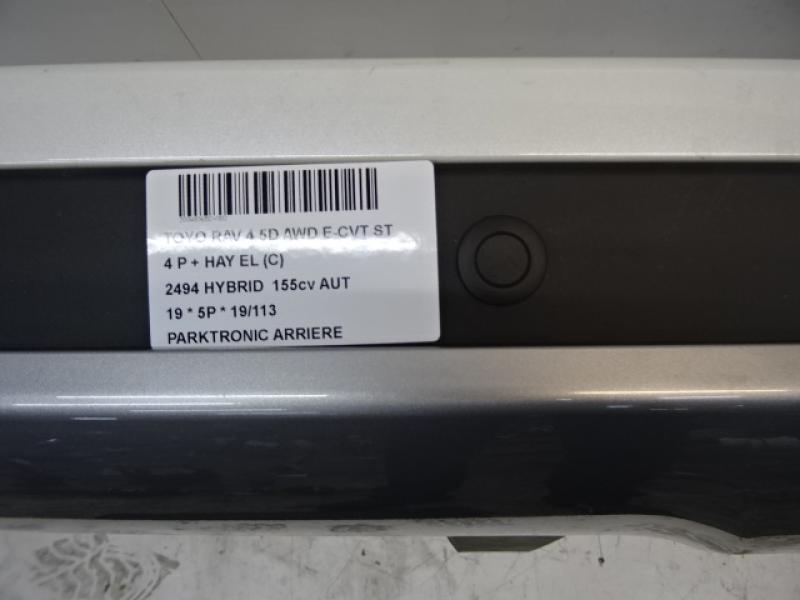 TOYO RAV 4 5D AWD E-CVT ST
4 P + HAY EL (C)
2494 HYBRID 155cv AUT
19 * 5P * 19/113
PARKTRONIC ARRIERE